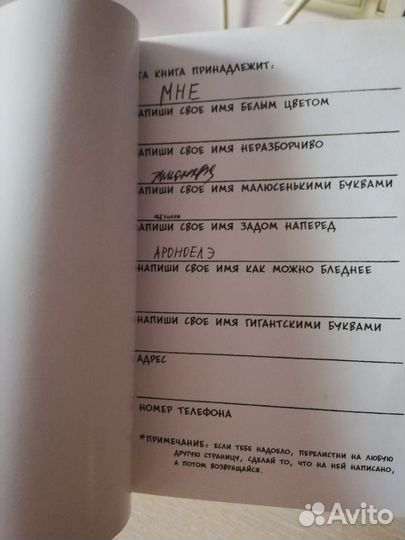 ТА КНИГА ПРИНАДЛЕЖИТ:
МНЕ
НАПИШИ СВОЕ ИМЯ БЕЛЫМ ЦВЕТОМ
НАПИШИ СВОЕ ИМЯ НЕРАЗБОРЧИВО
НАПИШИ СВОЕ ИМЯ МАЛЮСЕНЬКИМИ БУКВАМИ
НАПИШИ СВОЕ ИМЯ ЗАДОМ НАПЕРЕД
АРОНОЕЛЭ
НАПИШИ СВОЕ ИМЯ КАК МОЖНО БЛЕДНЕЕ
НАПИШИ СВОЕ ИМЯ ГИГАНТСКИМИ БУКВАМИ
АДРЕС
НОМЕР ТЕЛЕФОНА
*ПРИМЕЧАНИЕ: ЕСЛИ ТЕБЕ НАДОЕЛО, ПЕРЕЛИСТНИ НА ЛЮБУЮ
ДРУГУЮ СТРАНИЦУ, СДЕЛАЙ ТО, ЧТО НА НЕЙ НАПИСАНО,
А ПОТОМ ВОЗВРАЩАЙСЯ.
Avito